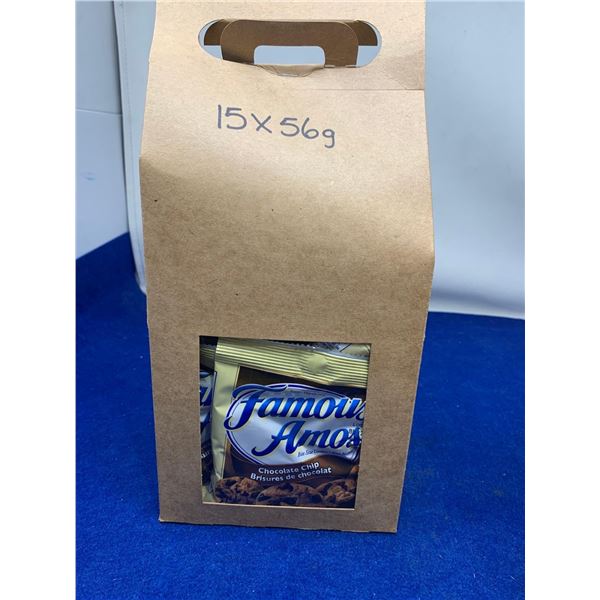 15 x 56g
Famous
Amos
Chocolate Chip
Brisures de chocolat